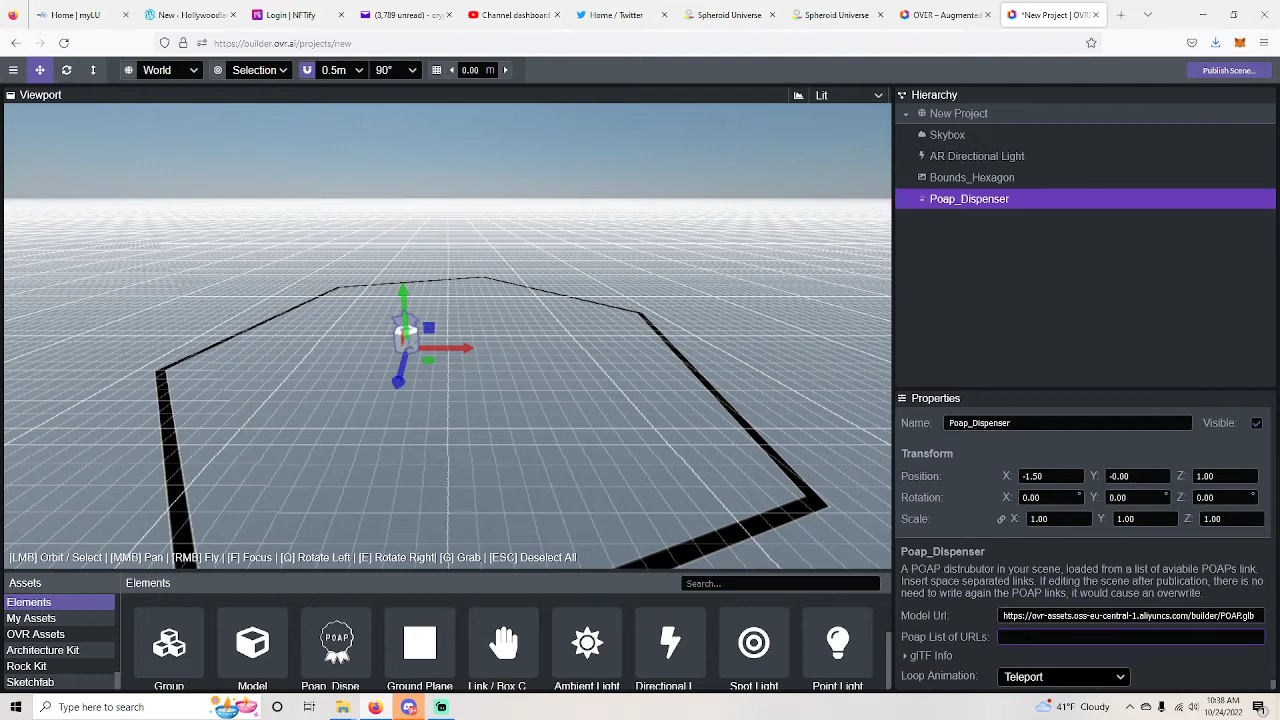 Home | myLU
Hollywoodla
Login | NFTify
(3,789 unread) - cryp
Channel dashboard
Home / Twitter
Spheroid Universe
Spheroid Universe
OVER – Augmented
*New Project | OVR
https://builder.ovr.ai/projects/new
World
Selection
0.5m
90°
0.00 m
Publish Scene...
Viewport
Lit
Hierarchy
New Project
Skybox
AR Directional Light
Bounds_Hexagon
Poap_Dispenser
Properties
Name: Poap_Dispenser Visible:
Transform
Position: X: -1.50 Y: -0.00 Z: 1.00
Rotation: X: 0.00 ° Y: 0.00 ° Z: 0.00 °
Scale: X: 1.00 Y: 1.00 Z: 1.00
Poap_Dispenser
A POAP distrubutor in your scene, loaded from a list of aviabile POAPs link.
Insert space separated links. If editing the scene after publication, there is no
need to write again the POAP links, it would cause an overwrite.
Model Url: https://ovr-assets.oss-eu-central-1.aliyuncs.com/builder/POAP.glb
Poap List of URLs:
glTF Info
Loop Animation: Teleport
[LMB] Orbit / Select | [MMB] Pan | [RMB] Fly | [F] Focus | [Q] Rotate Left | [E] Rotate Right| [G] Grab | [ESC] Deselect All
Assets
Elements
My Assets
OVR Assets
Architecture Kit
Rock Kit
Sketchfab
Elements
Search...
POAP
Group
Model
Poap_Dispe
Ground Plane
Link / Box C
Ambient Light
Directional L
Spot Light
Point Light
Type here to search
41°F Cloudy
10:38 AM
10/24/2022